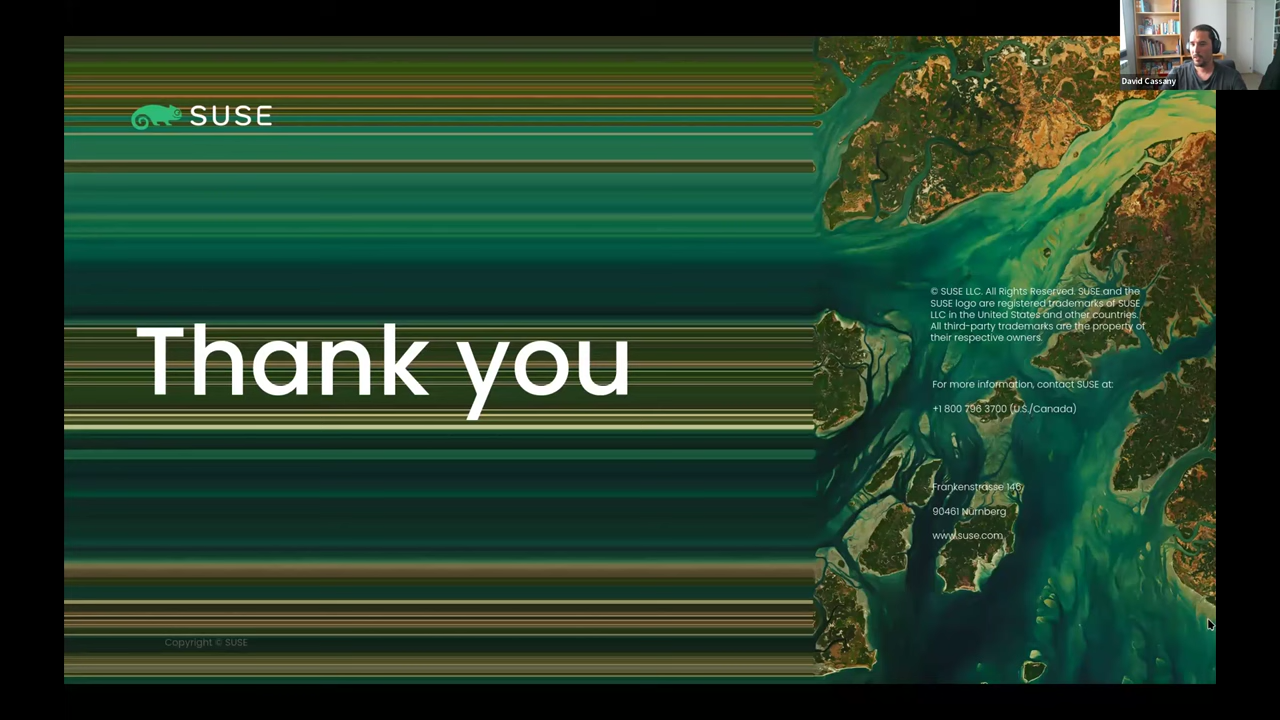 David Cassany
SUSE
Thank you
© SUSE LLC. All Rights Reserved. SUSE and the
SUSE logo are registered trademarks of SUSE
LLC in the United States and other countries.
All third-party trademarks are the property of
their respective owners.
For more information, contact SUSE at:
+1 800 796 3700 (U.S./Canada)
Frankenstrasse 146
90461 Nürnberg
www.suse.com
Copyright © SUSE